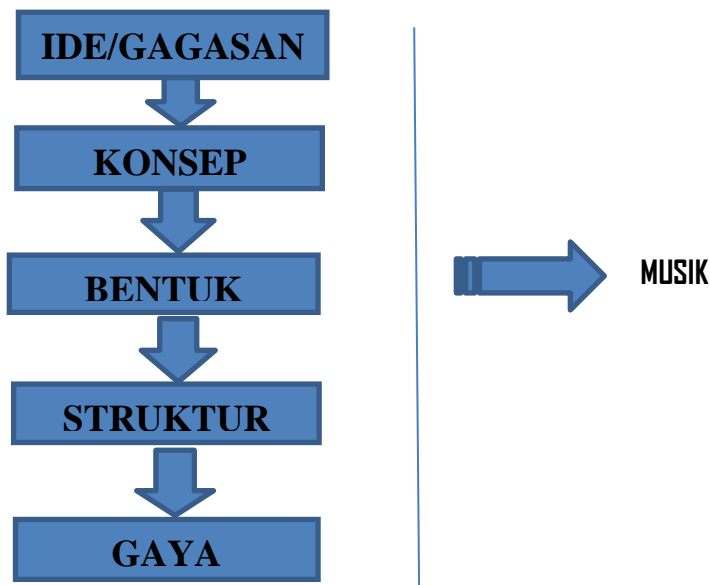 IDE/GAGASAN
KONSEP
BENTUK
STRUKTUR
GAYA
MUSIK